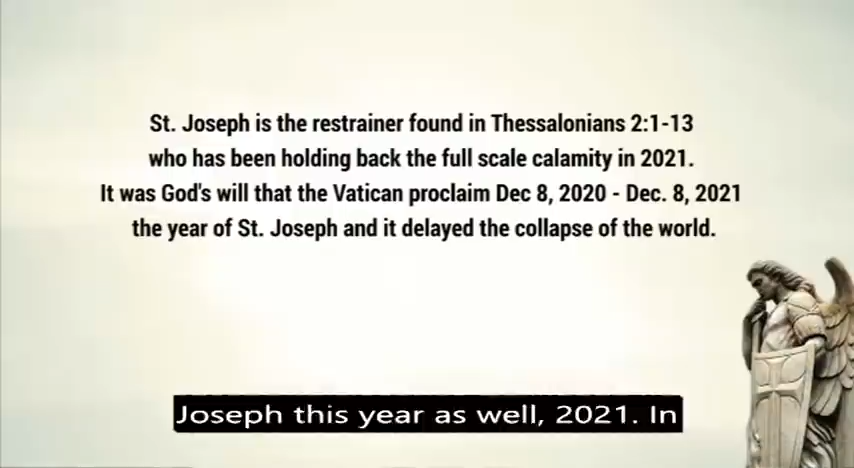 St. Joseph is the restrainer found in Thessalonians 2:1-13
who has been holding back the full scale calamity in 2021.
It was God's will that the Vatican proclaim Dec 8, 2020 - Dec. 8, 2021
the year of St. Joseph and it delayed the collapse of the world.
Joseph this year as well, 2021. In